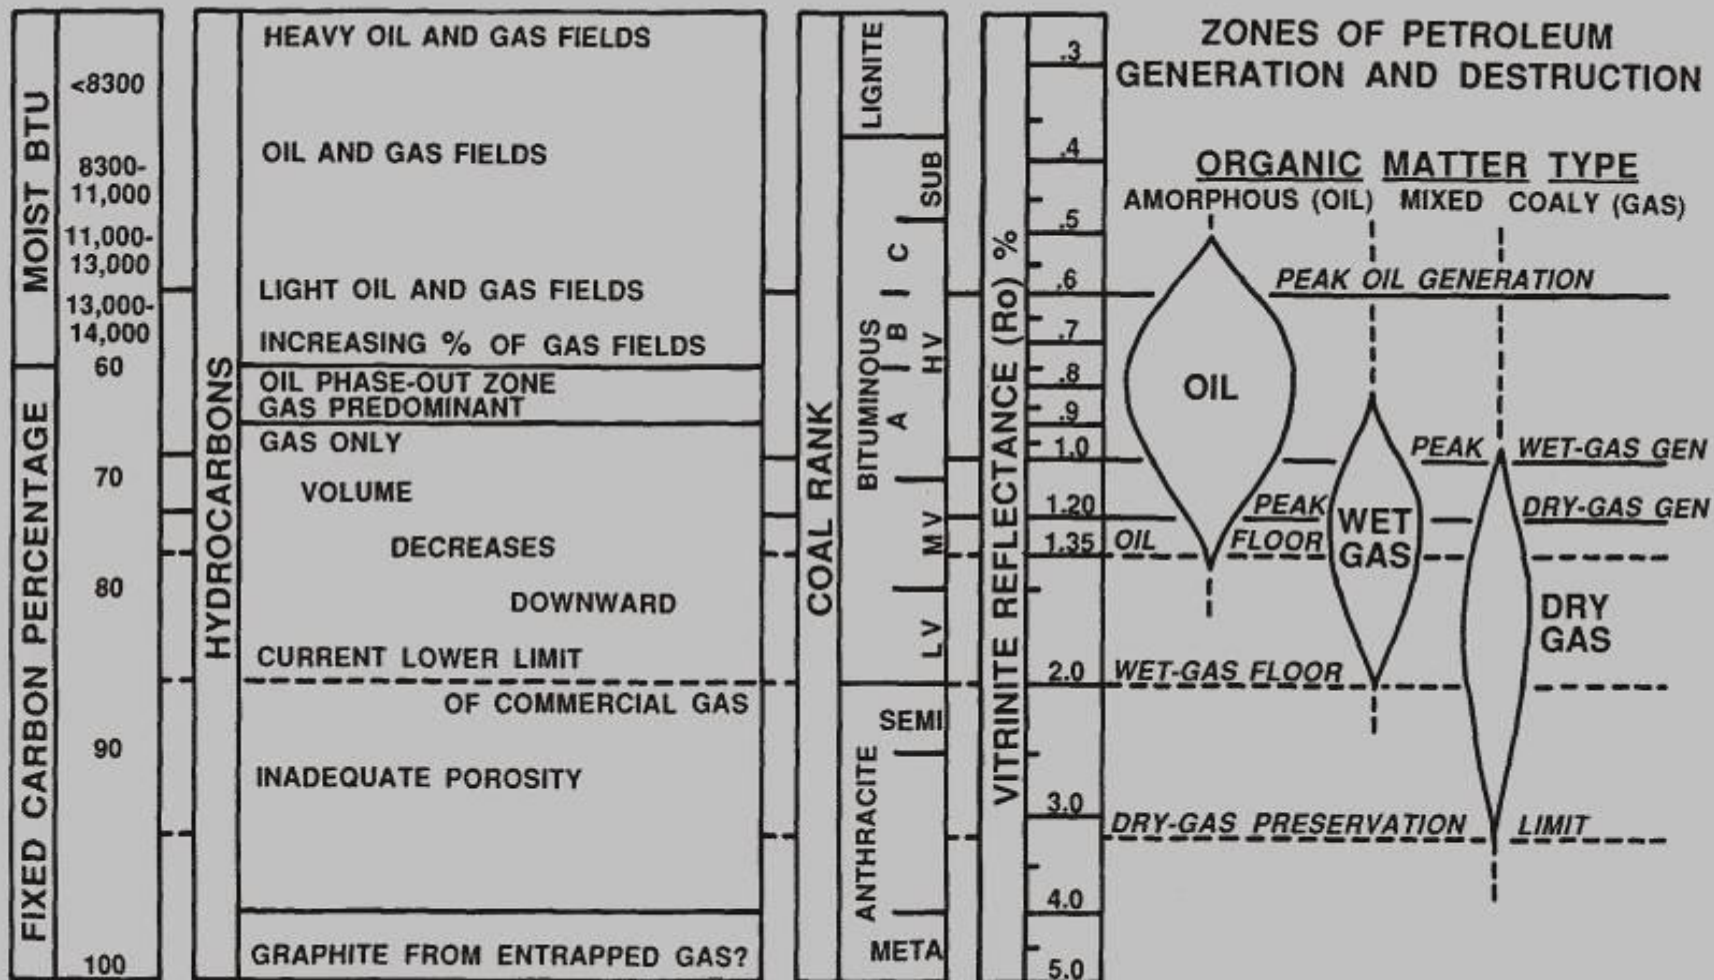 MOIST BTU
FIXED CARBON PERCENTAGE
<8300
8300-
11,000
11,000-
13,000
13,000-
14,000
60
70
80
90
100
HYDROCARBONS
HEAVY OIL AND GAS FIELDS
OIL AND GAS FIELDS
LIGHT OIL AND GAS FIELDS
INCREASING % OF GAS FIELDS
OIL PHASE-OUT ZONE
GAS PREDOMINANT
GAS ONLY
VOLUME
DECREASES
DOWNWARD
CURRENT LOWER LIMIT
OF COMMERCIAL GAS
INADEQUATE POROSITY
GRAPHITE FROM ENTRAPPED GAS?
COAL RANK
LIGNITE
BITUMINOUS
SUB
C
B
A
HV
MV
LV
ANTHRACITE
SEMI
META
VITRINITE REFLECTANCE (Ro) %
.3
.4
.5
.6
.7
.8
.9
1.0
1.20
1.35
2.0
3.0
4.0
5.0
ZONES OF PETROLEUM
GENERATION AND DESTRUCTION
ORGANIC MATTER TYPE
AMORPHOUS (OIL) MIXED COALY (GAS)
PEAK OIL GENERATION
OIL
PEAK WET-GAS GEN
PEAK DRY-GAS GEN
WET
GAS
OIL FLOOR
DRY
GAS
WET-GAS FLOOR
DRY-GAS PRESERVATION LIMIT